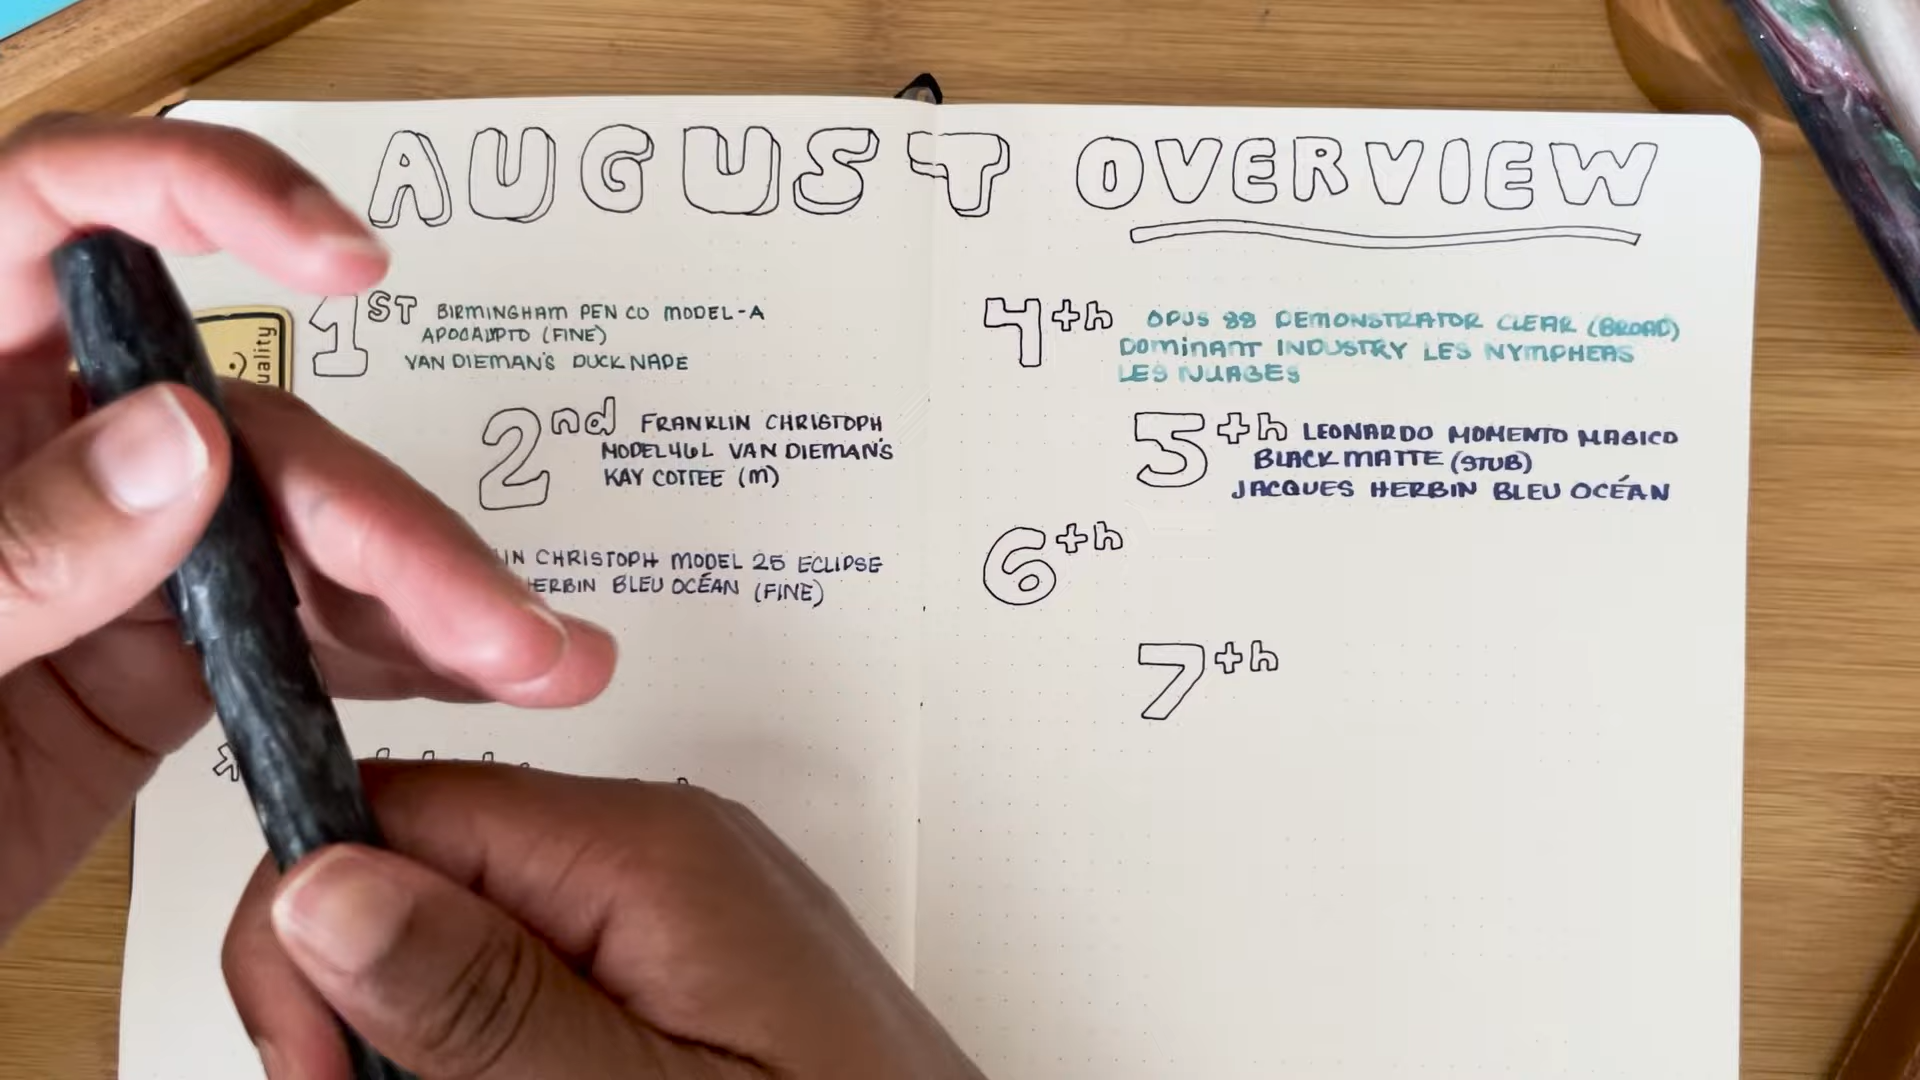 AUGUST OVERVIEW
1ST BIRMINGHAM PEN CO MODEL-A
APOCALYPTO (FINE)
VAN DIEMAN'S DUCK NAPE
2nd FRANKLIN CHRISTOPH
MODEL46L VAN DIEMAN'S
KAY COTTEE (M)
CHRISTOPH MODEL 25 ECLIPSE
BLEU OCÉAN (FINE)
4th OPUS 88 DEMONSTRATOR CLEAR (BROAD)
DOMINANT INDUSTRY LES NYMPHEAS
LES NUAGES
5th LEONARDO MOMENTO MAGICO
BLACK MATTE (STUB)
JACQUES HERBIN BLEU OCÉAN
6th
7th